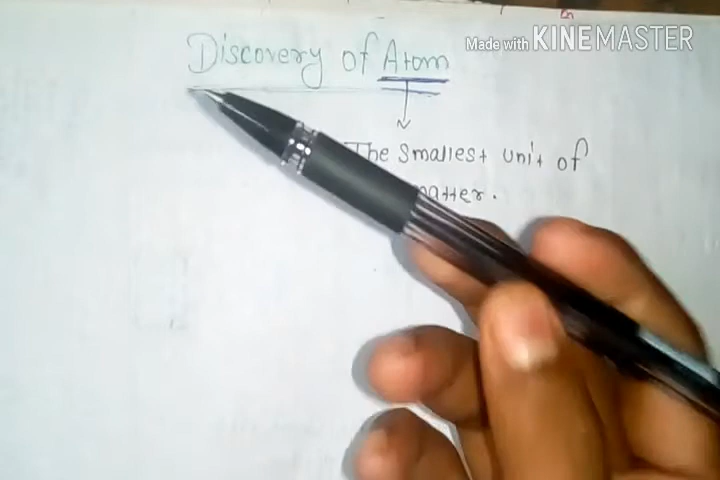 Discovery of Atom
Made with KINEMASTER
The smallest unit of
matter.